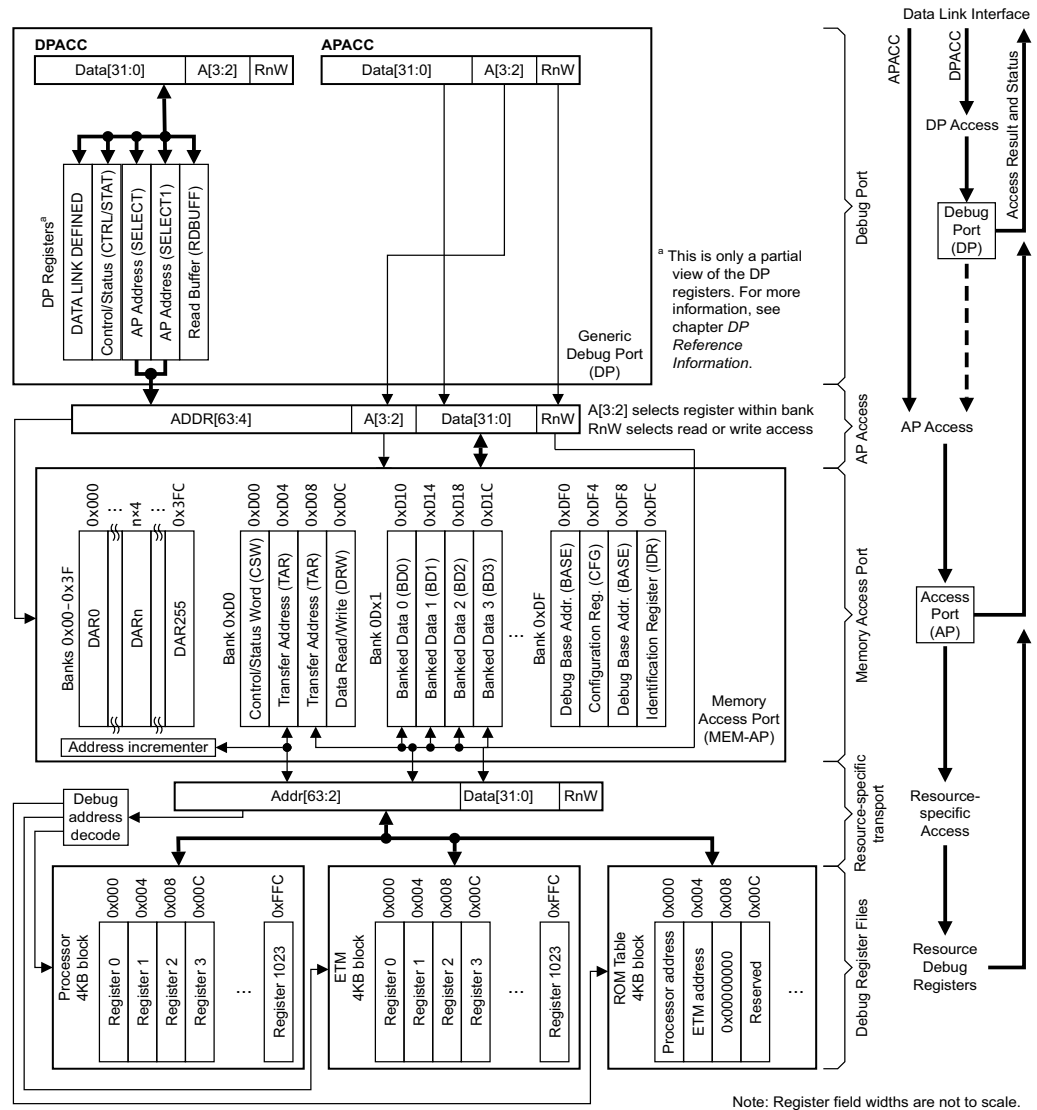 Data Link Interface
DPACC
Data[31:0] A[3:2] RnW
APACC
Data[31:0] A[3:2] RnW
DP Registersa
DATA LINK DEFINED
Control/Status (CTRL/STAT)
AP Address (SELECT)
AP Address (SELECT1)
Read Buffer (RDBUFF)
a This is only a partial
view of the DP
registers. For more
information, see
chapter DP
Reference
Information.
Generic
Debug Port
(DP)
Debug Port
APACC
DPACC
Access Result and Status
DP Access
Debug
Port
(DP)
ADDR[63:4] A[3:2] Data[31:0] RnW
A[3:2] selects register within bank
RnW selects read or write access
AP Access
AP Access
Banks 0x00-0x3F
0x000
...
n×4
...
0x3FC
DAR0
DARn
DAR255
Bank 0xD0
0xD00
0xD04
0xD08
0xD0C
Control/Status Word (CSW)
Transfer Address (TAR)
Transfer Address (TAR)
Data Read/Write (DRW)
Bank 0Dx1
0xD10
0xD14
0xD18
0xD1C
Banked Data 0 (BD0)
Banked Data 1 (BD1)
Banked Data 2 (BD2)
Banked Data 3 (BD3)
...
Bank 0xDF
0xDF0
0xDF4
0xDF8
0xDFC
Debug Base Addr. (BASE)
Configuration Reg. (CFG)
Debug Base Addr. (BASE)
Identification Register (IDR)
Address incrementer
Memory
Access Port
(MEM-AP)
Memory Access Port
Access
Port
(AP)
Debug
address
decode
Addr[63:2] Data[31:0] RnW
Resource-specific
transport
Resource-
specific
Access
Processor
4KB block
0x000
0x004
0x008
0x00C
0xFFC
Register 0
Register 1
Register 2
Register 3
...
Register 1023
ETM
4KB block
0x000
0x004
0x008
0x00C
0xFFC
Register 0
Register 1
Register 2
Register 3
...
Register 1023
ROM Table
4KB block
0x000
0x004
0x008
0x00C
Processor address
ETM address
0x00000000
Reserved
...
Debug Register Files
Resource
Debug
Registers
Note: Register field widths are not to scale.